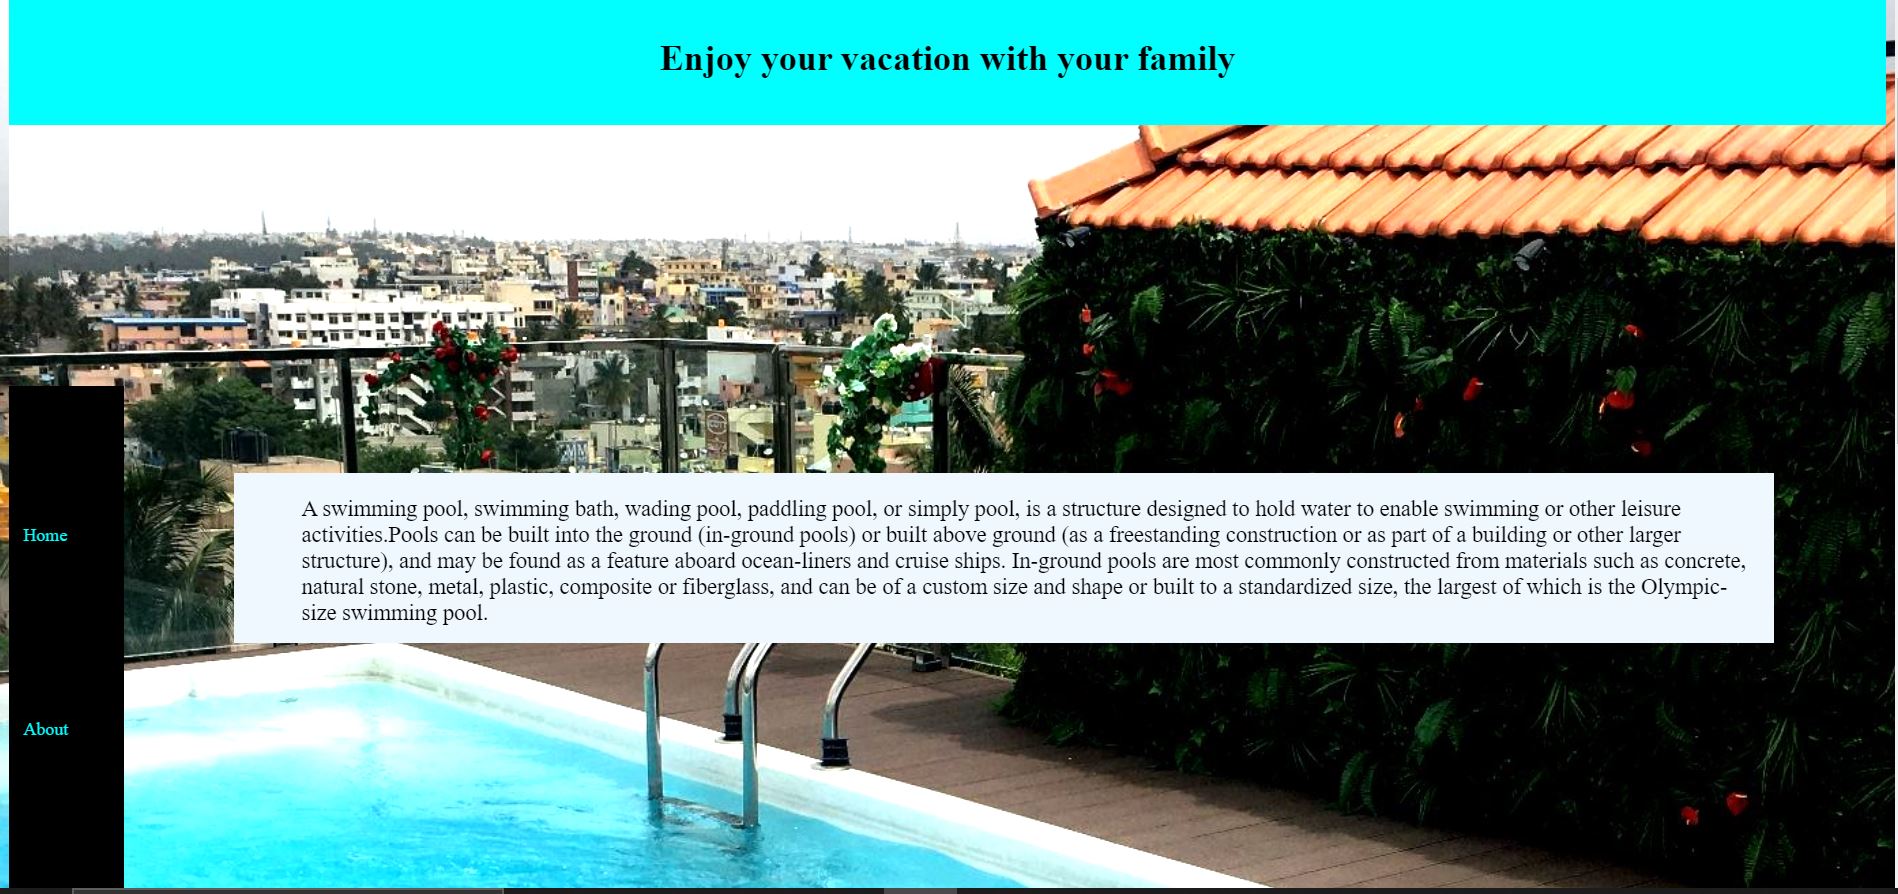 Enjoy your vacation with your family
A swimming pool, swimming bath, wading pool, paddling pool, or simply pool, is a structure designed to hold water to enable swimming or other leisure
activities.Pools can be built into the ground (in-ground pools) or built above ground (as a freestanding construction or as part of a building or other larger
structure), and may be found as a feature aboard ocean-liners and cruise ships. In-ground pools are most commonly constructed from materials such as concrete,
natural stone, metal, plastic, composite or fiberglass, and can be of a custom size and shape or built to a standardized size, the largest of which is the Olympic-
size swimming pool.
Home
About